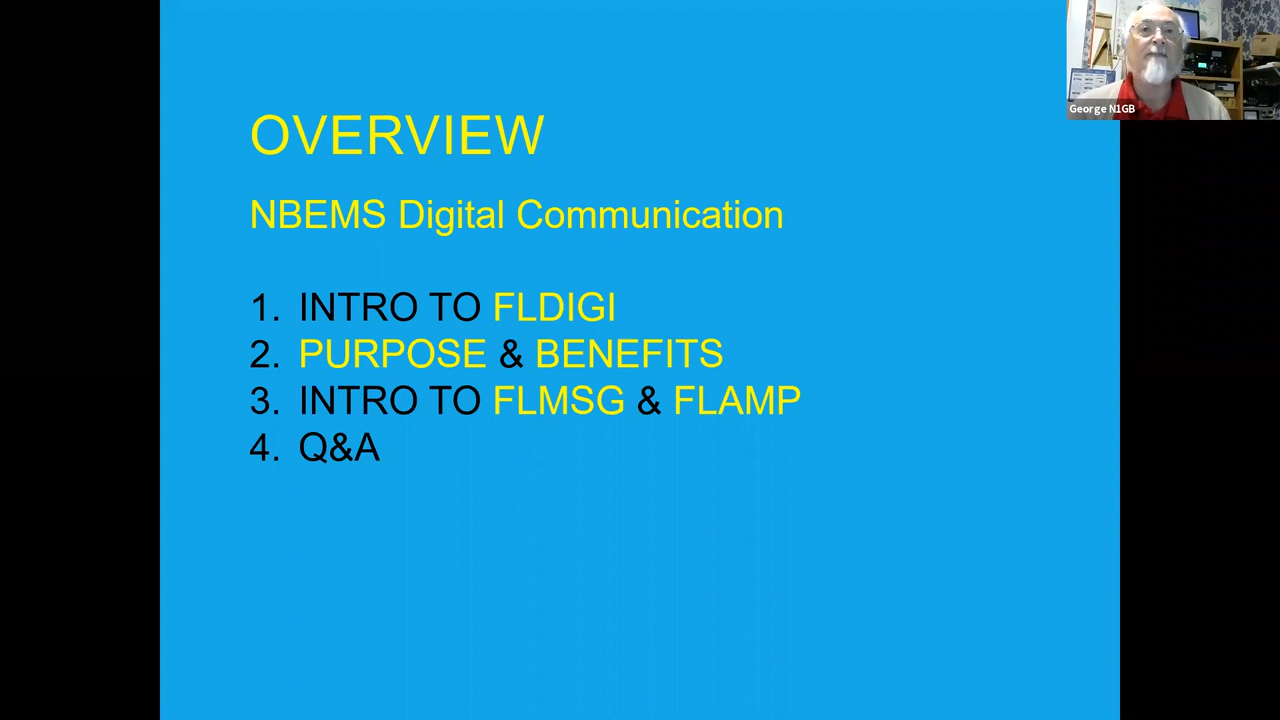 George N1GB
OVERVIEW
NBEMS Digital Communication
1. INTRO TO FLDIGI
2. PURPOSE & BENEFITS
3. INTRO TO FLMSG & FLAMP
4. Q&A